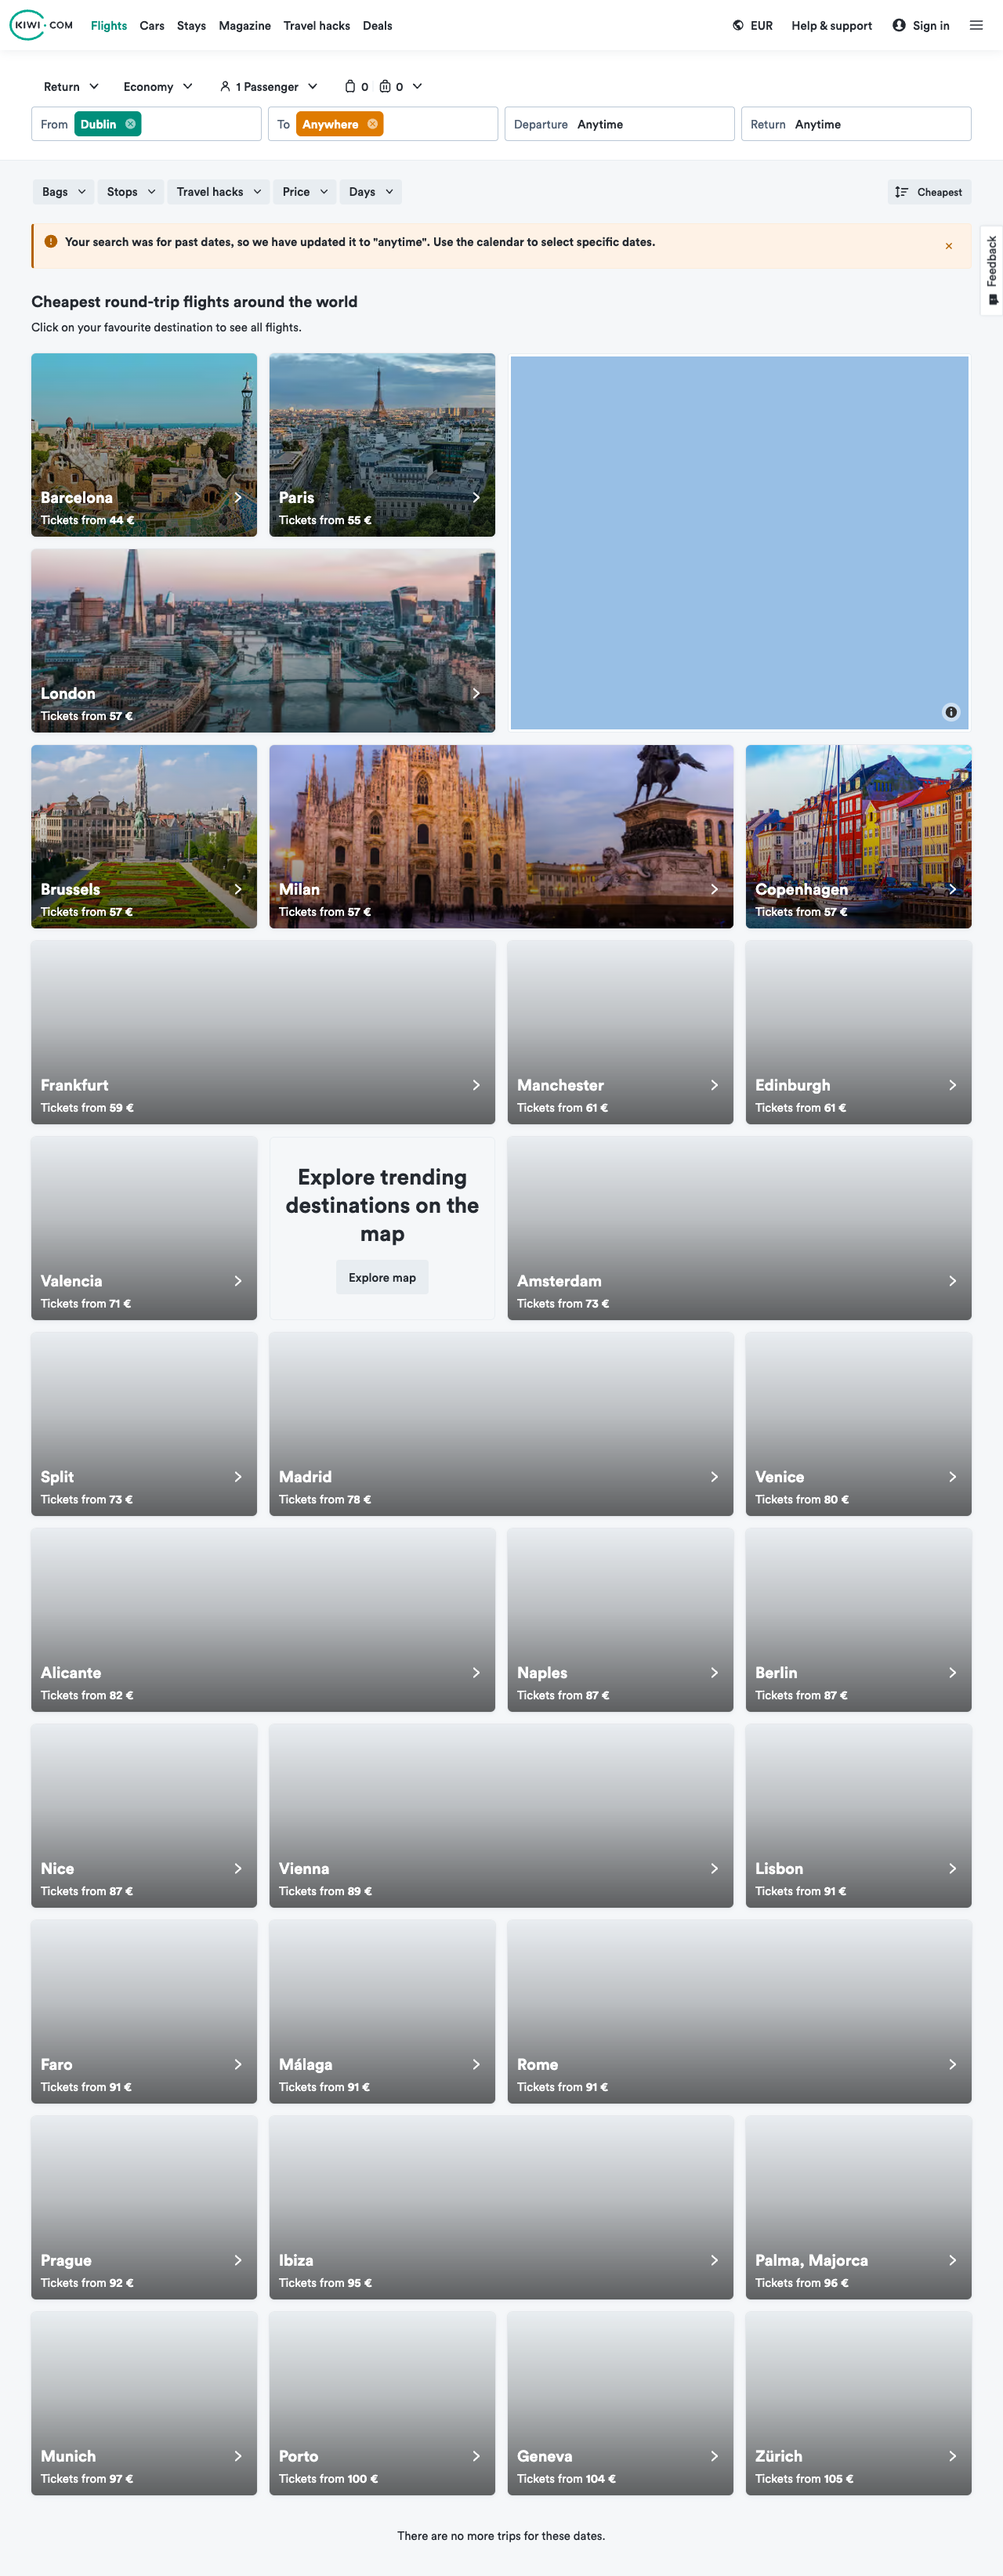 KIWI·COM Flights Cars Stays Magazine Travel hacks Deals EUR Help & support Sign in
Return Economy 1 Passenger 0 0
From Dublin To Anywhere Departure Anytime Return Anytime
Bags Stops Travel hacks Price Days Cheapest
Your search was for past dates, so we have updated it to "anytime". Use the calendar to select specific dates.
Feedback
Cheapest round-trip flights around the world
Click on your favourite destination to see all flights.
Barcelona
Tickets from 44 €
Paris
Tickets from 55 €
London
Tickets from 57 €
Brussels
Tickets from 57 €
Milan
Tickets from 57 €
Copenhagen
Tickets from 57 €
Frankfurt
Tickets from 59 €
Manchester
Tickets from 61 €
Edinburgh
Tickets from 61 €
Valencia
Tickets from 71 €
Explore trending
destinations on the
map
Explore map
Amsterdam
Tickets from 73 €
Split
Tickets from 73 €
Madrid
Tickets from 78 €
Venice
Tickets from 80 €
Alicante
Tickets from 82 €
Naples
Tickets from 87 €
Berlin
Tickets from 87 €
Nice
Tickets from 87 €
Vienna
Tickets from 89 €
Lisbon
Tickets from 91 €
Faro
Tickets from 91 €
Málaga
Tickets from 91 €
Rome
Tickets from 91 €
Prague
Tickets from 92 €
Ibiza
Tickets from 95 €
Palma, Majorca
Tickets from 96 €
Munich
Tickets from 97 €
Porto
Tickets from 100 €
Geneva
Tickets from 104 €
Zürich
Tickets from 105 €
There are no more trips for these dates.